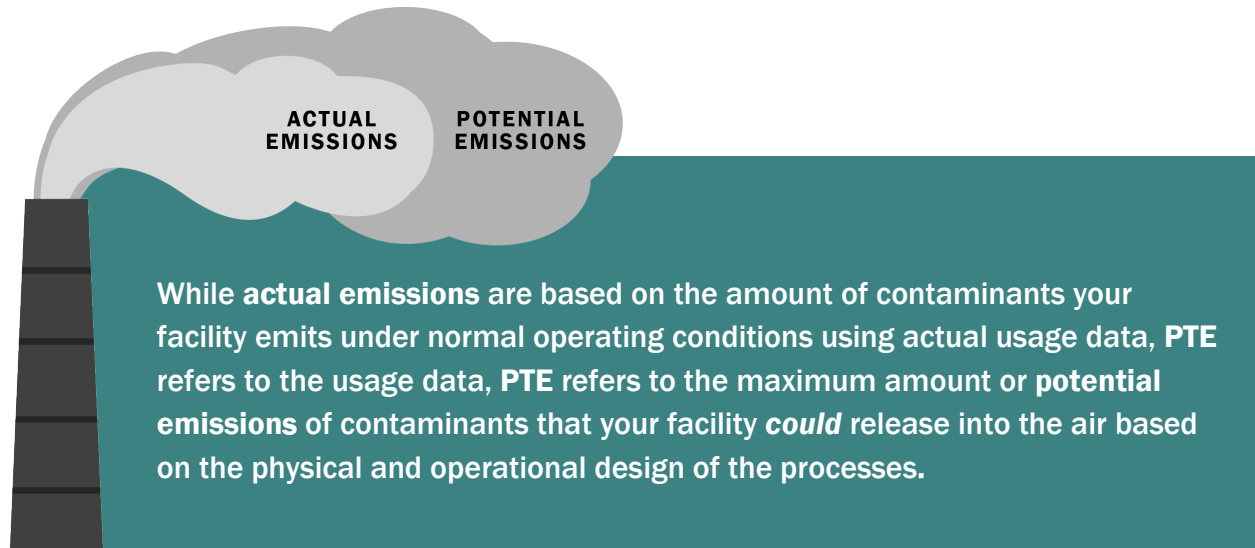 ACTUAL
EMISSIONS
POTENTIAL
EMISSIONS
While actual emissions are based on the amount of contaminants your
facility emits under normal operating conditions using actual usage data, PTE
refers to the usage data, PTE refers to the maximum amount or potential
emissions of contaminants that your facility could release into the air based
on the physical and operational design of the processes.